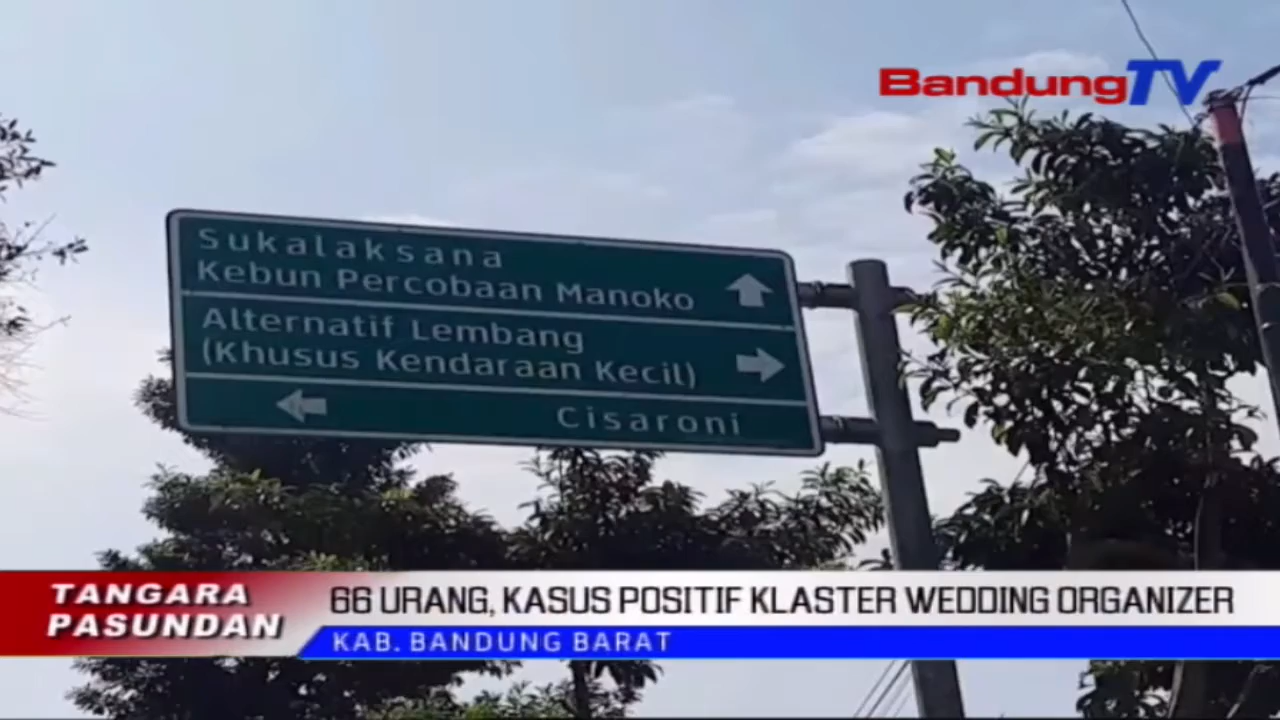 BandungTV
Sukalaksana
Kebun Percobaan Manoko
Alternatif Lembang
(Khusus Kendaraan Kecil)
Cisaroni
TANGARA
PASUNDAN
66 URANG, KASUS POSITIF KLASTER WEDDING ORGANIZER
KAB. BANDUNG BARAT